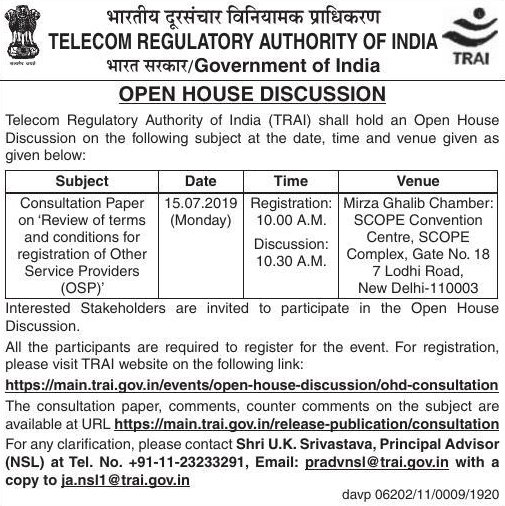 भारतीय दूरसंचार विनियामक प्राधिकरण
TELECOM REGULATORY AUTHORITY OF INDIA
भारत सरकार/Government of India
TRAI
OPEN HOUSE DISCUSSION
Telecom Regulatory Authority of India (TRAI) shall hold an Open House
Discussion on the following subject at the date, time and venue given as
given below:
Subject
Date
Time
Venue
Consultation Paper
on ‘Review of terms
and conditions for
registration of Other
Service Providers
(OSP)’
15.07.2019
(Monday)
Registration:
10.00 A.M.
Discussion:
10.30 A.M.
Mirza Ghalib Chamber:
SCOPE Convention
Centre, SCOPE
Complex, Gate No. 18
7 Lodhi Road,
New Delhi-110003
Interested Stakeholders are invited to participate in the Open House
Discussion.
All the participants are required to register for the event. For registration,
please visit TRAI website on the following link:
https://main.trai.gov.in/events/open-house-discussion/ohd-consultation
The consultation paper, comments, counter comments on the subject are
available at URL https://main.trai.gov.in/release-publication/consultation
For any clarification, please contact Shri U.K. Srivastava, Principal Advisor
(NSL) at Tel. No. +91-11-23233291, Email: pradvnsl@trai.gov.in with a
copy to ja.nsl1@trai.gov.in
davp 06202/11/0009/1920